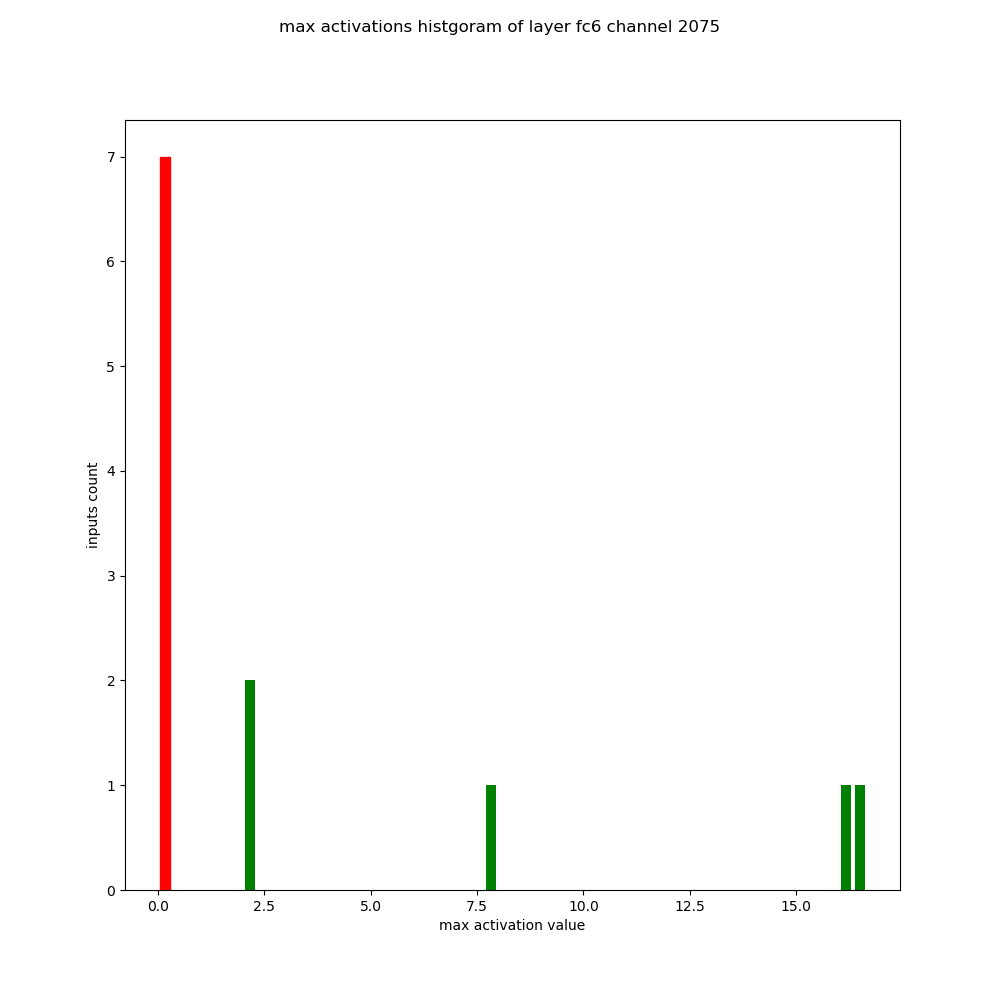 max activations histgoram of layer fc6 channel 2075
7
6
5
4
3
2
1
0
inputs count
0.0 2.5 5.0 7.5 10.0 12.5 15.0
max activation value